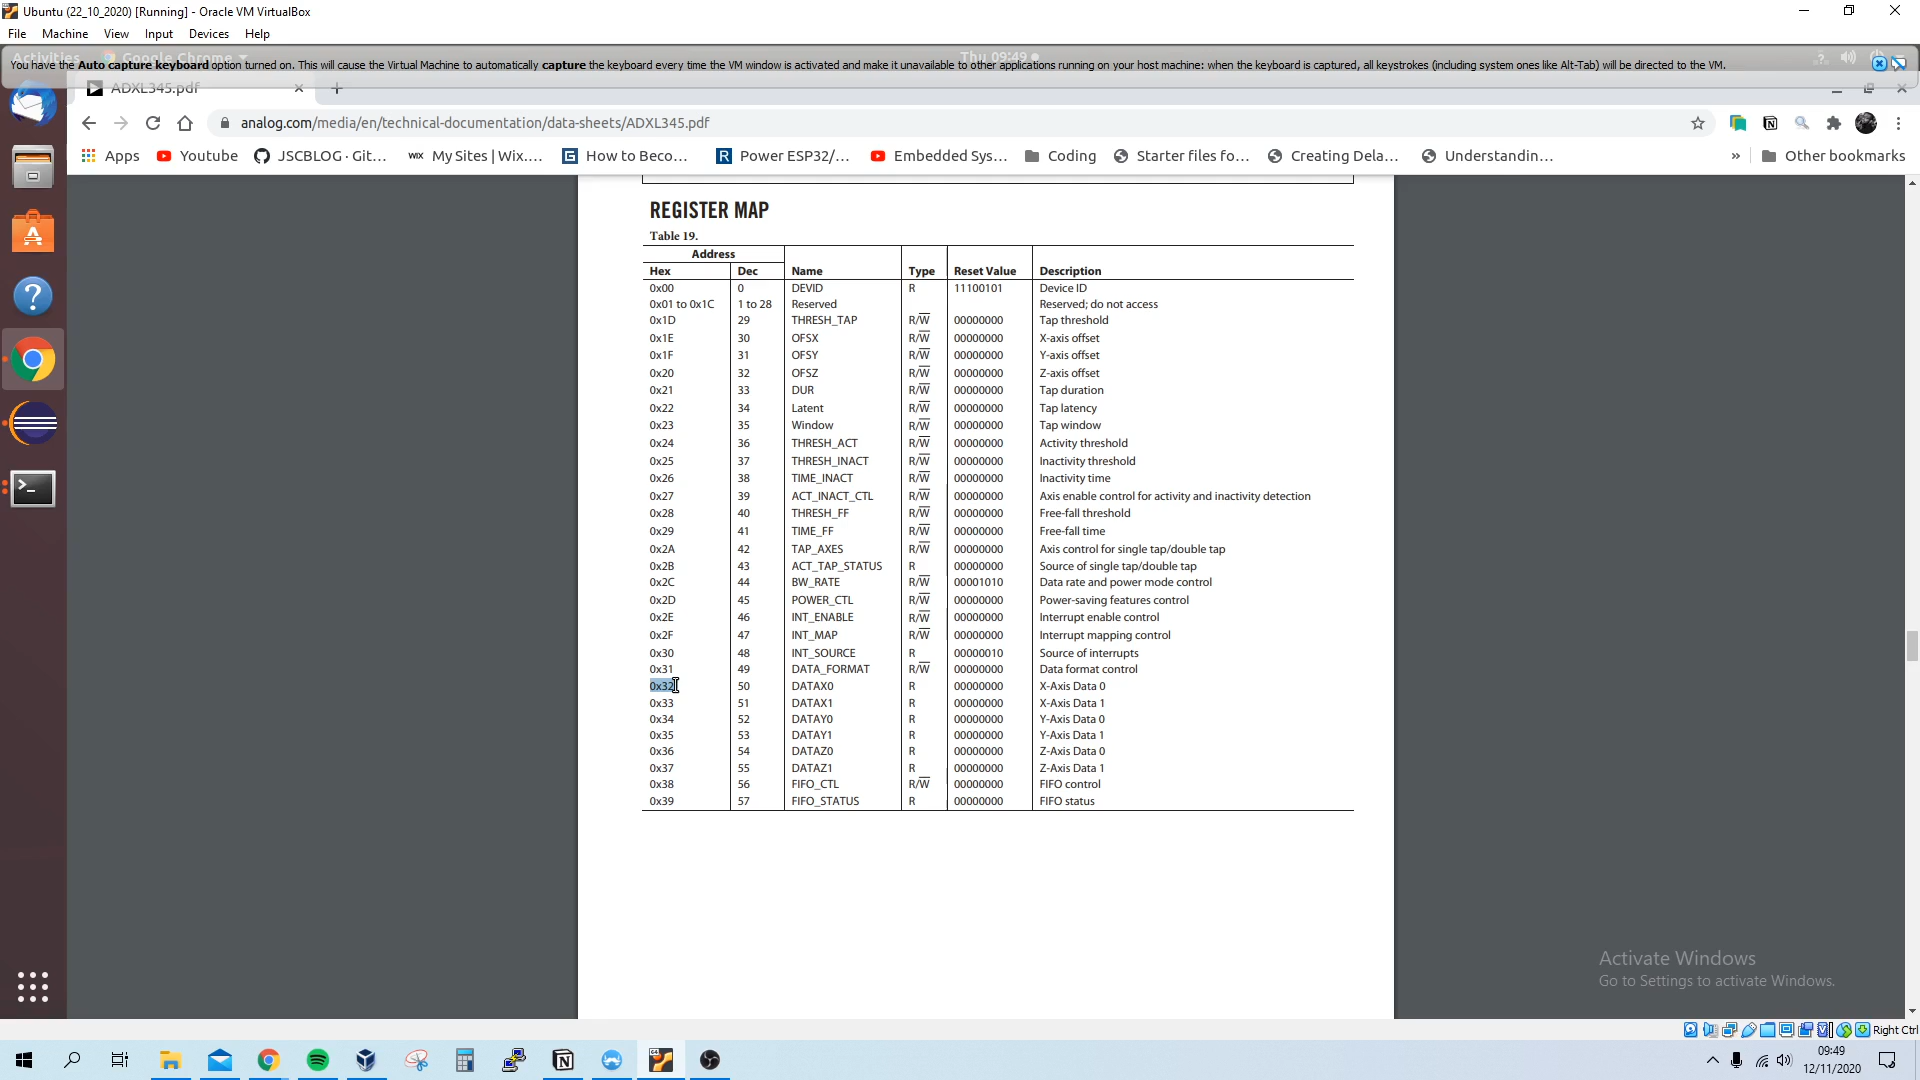 Ubuntu (22_10_2020) [Running] - Oracle VM VirtualBox
File Machine View Input Devices Help
Activities Google Chrome Thu 09:49
You have the Auto capture keyboard option turned on. This will cause the Virtual Machine to automatically capture the keyboard every time the VM window is activated and make it unavailable to other applications running on your host machine: when the keyboard is captured, all keystrokes (including system ones like Alt-Tab) will be directed to the VM.
ADXL345.pdf
analog.com/media/en/technical-documentation/data-sheets/ADXL345.pdf
Apps YouTube JSCBLOG · Git... My Sites | Wix.... How to Beco... Power ESP32/... Embedded Sys... Coding Starter files fo... Creating Dela... Understandin... » Other bookmarks
REGISTER MAP
Table 19.
Address
Hex Dec Name Type Reset Value Description
0x00 0 DEVID R 11100101 Device ID
0x01 to 0x1C 1 to 28 Reserved Reserved; do not access
0x1D 29 THRESH_TAP R/W̅ 00000000 Tap threshold
0x1E 30 OFSX R/W̅ 00000000 X-axis offset
0x1F 31 OFSY R/W̅ 00000000 Y-axis offset
0x20 32 OFSZ R/W̅ 00000000 Z-axis offset
0x21 33 DUR R/W̅ 00000000 Tap duration
0x22 34 Latent R/W̅ 00000000 Tap latency
0x23 35 Window R/W̅ 00000000 Tap window
0x24 36 THRESH_ACT R/W̅ 00000000 Activity threshold
0x25 37 THRESH_INACT R/W̅ 00000000 Inactivity threshold
0x26 38 TIME_INACT R/W̅ 00000000 Inactivity time
0x27 39 ACT_INACT_CTL R/W̅ 00000000 Axis enable control for activity and inactivity detection
0x28 40 THRESH_FF R/W̅ 00000000 Free-fall threshold
0x29 41 TIME_FF R/W̅ 00000000 Free-fall time
0x2A 42 TAP_AXES R/W̅ 00000000 Axis control for single tap/double tap
0x2B 43 ACT_TAP_STATUS R 00000000 Source of single tap/double tap
0x2C 44 BW_RATE R/W̅ 00001010 Data rate and power mode control
0x2D 45 POWER_CTL R/W̅ 00000000 Power-saving features control
0x2E 46 INT_ENABLE R/W̅ 00000000 Interrupt enable control
0x2F 47 INT_MAP R/W̅ 00000000 Interrupt mapping control
0x30 48 INT_SOURCE R 00000010 Source of interrupts
0x31 49 DATA_FORMAT R/W̅ 00000000 Data format control
0x32 50 DATAX0 R 00000000 X-Axis Data 0
0x33 51 DATAX1 R 00000000 X-Axis Data 1
0x34 52 DATAY0 R 00000000 Y-Axis Data 0
0x35 53 DATAY1 R 00000000 Y-Axis Data 1
0x36 54 DATAZ0 R 00000000 Z-Axis Data 0
0x37 55 DATAZ1 R 00000000 Z-Axis Data 1
0x38 56 FIFO_CTL R/W̅ 00000000 FIFO control
0x39 57 FIFO_STATUS R 00000000 FIFO status
Activate Windows
Go to Settings to activate Windows.
Right Ctrl
09:49
12/11/2020